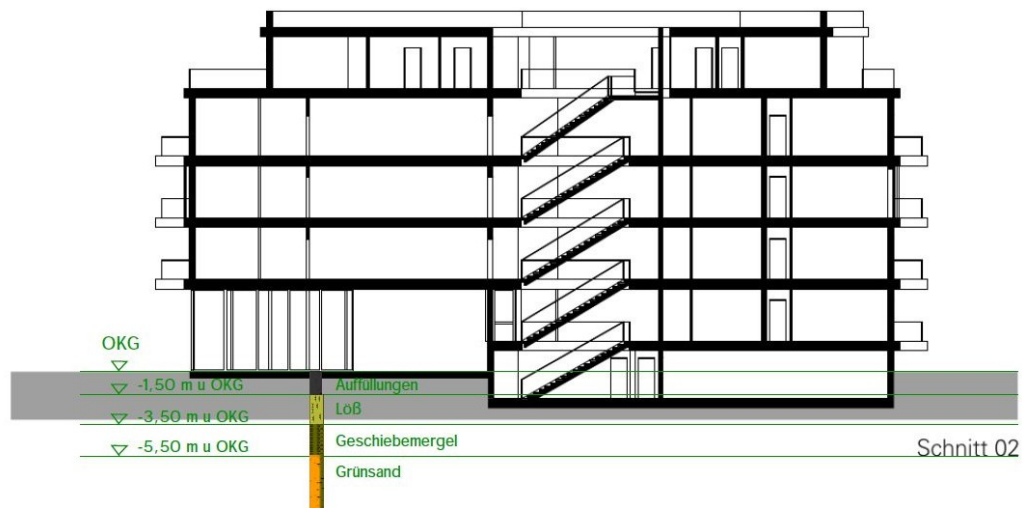 OKG
-1,50 m u OKG Auffüllungen
Löß
-3,50 m u OKG
Geschiebemergel
-5,50 m u OKG
Schnitt 02
Grünsand